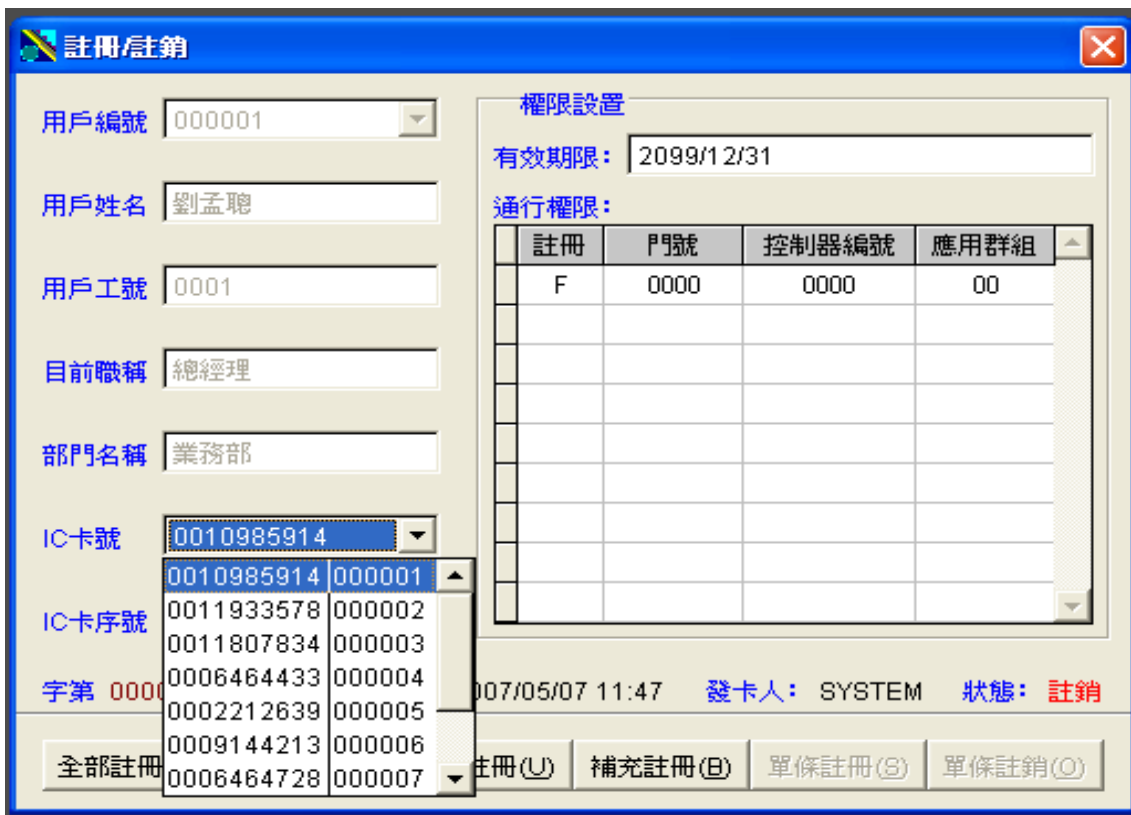 註冊/註銷
用戶編號 000001
用戶姓名 劉孟聰
用戶工號 0001
目前職稱 總經理
部門名稱 業務部
IC卡號 0010985914
0010985914 000001
0011933578 000002
0011807834 000003
0006464433 000004
0002212639 000005
0009144213 000006
0006464728 000007
IC卡序號
權限設置
有效期限： 2099/12/31
通行權限：
註冊 門號 控制器編號 應用群組
F 0000 0000 00
字第 000 007/05/07 11:47 發卡人： SYSTEM 狀態： 註銷
全部註冊 註冊(U) 補充註冊(B) 單條註冊(S) 單條註銷(O)